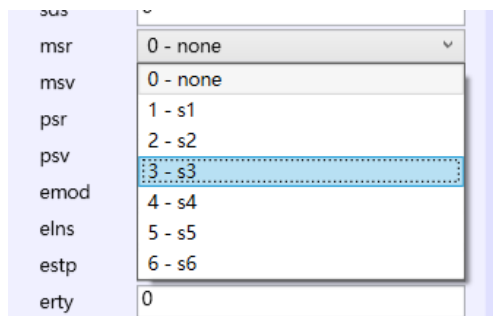 msr 0 - none
msv 0 - none
1 - s1
psr
2 - s2
psv 3 - s3
emod 4 - s4
elns 5 - s5
estp 6 - s6
erty 0